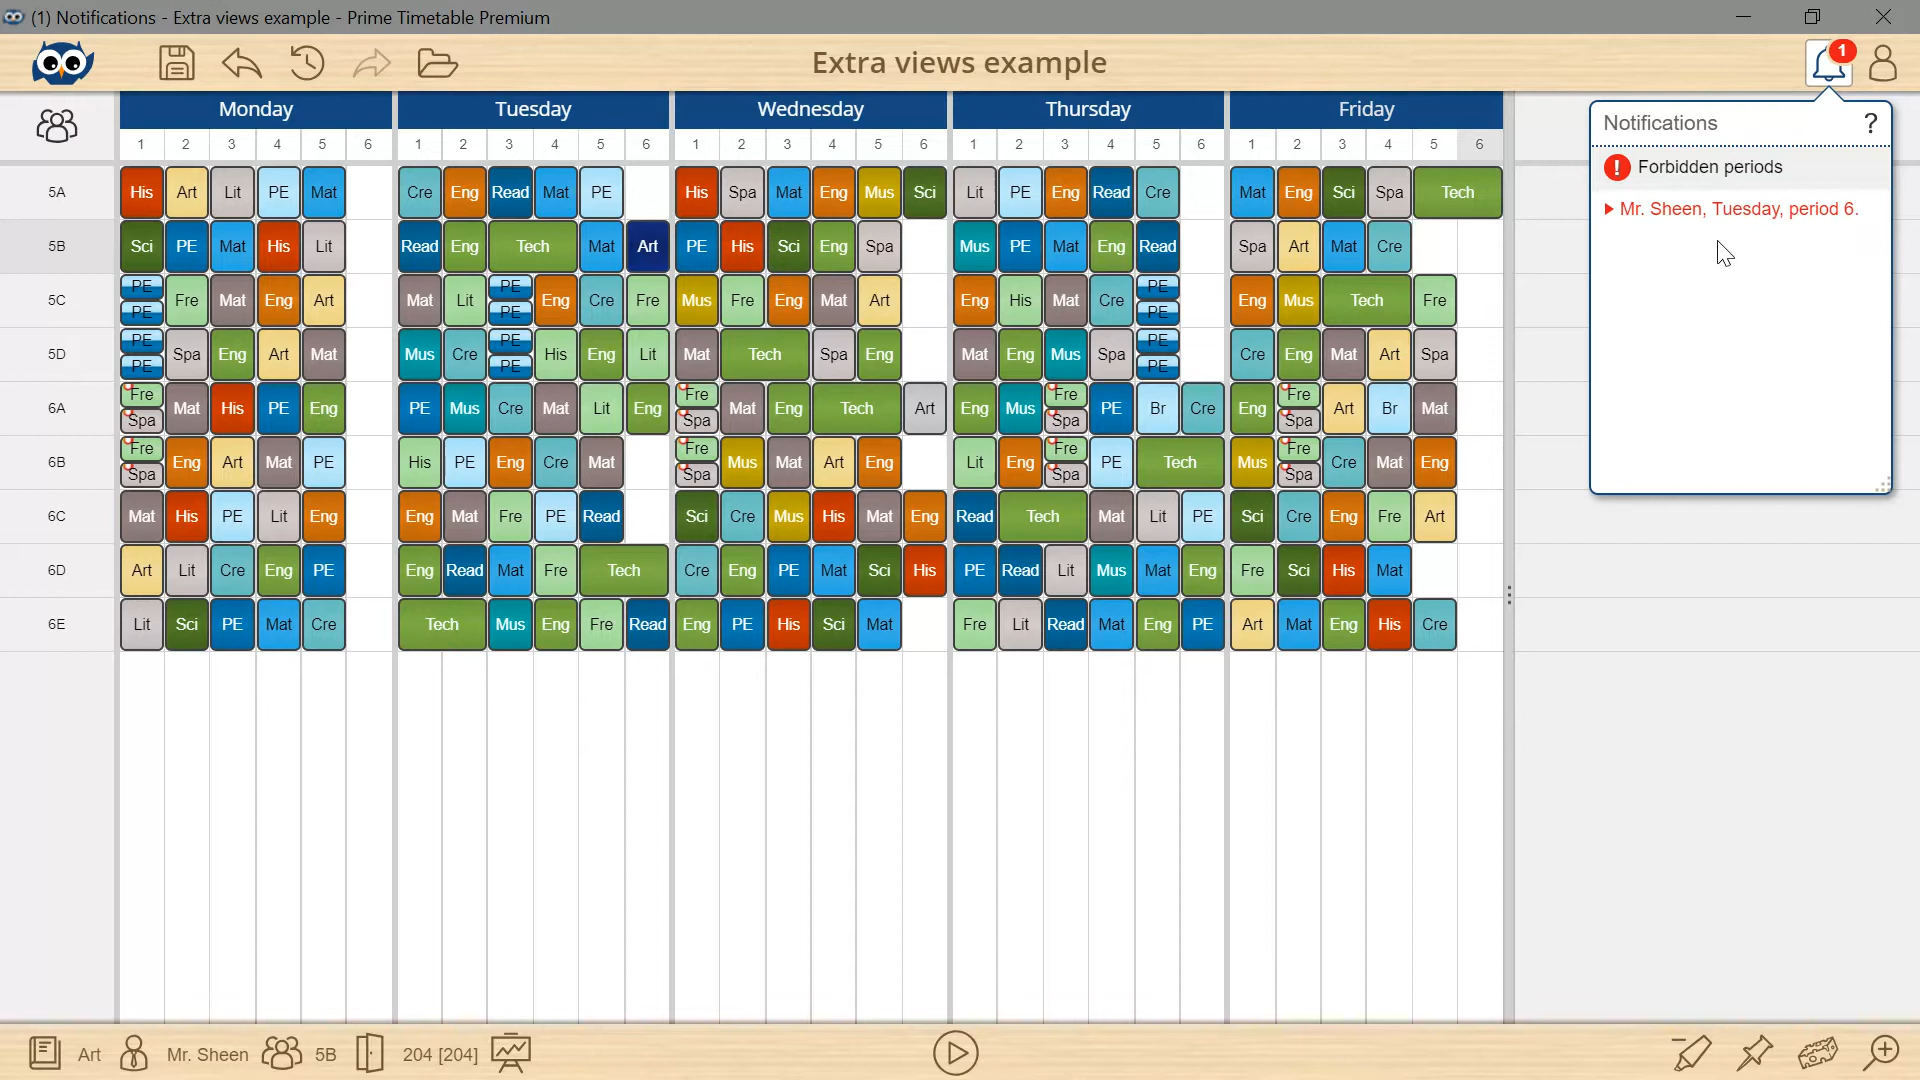 (1) Notifications - Extra views example - Prime Timetable Premium
Extra views example
1
Monday Tuesday Wednesday Thursday Friday
1 2 3 4 5 6 1 2 3 4 5 6 1 2 3 4 5 6 1 2 3 4 5 6 1 2 3 4 5 6
Notifications ?
! Forbidden periods
Mr. Sheen, Tuesday, period 6.
5A His Art Lit PE Mat Cre Eng Read Mat PE His Spa Mat Eng Mus Sci Lit PE Eng Read Cre Mat Eng Sci Spa Tech
5B Sci PE Mat His Lit Read Eng Tech Mat Art PE His Sci Eng Spa Mus PE Mat Eng Read Spa Art Mat Cre
5C PE PE Fre Mat Eng Art Mat Lit PE PE Eng Cre Fre Mus Fre Eng Mat Art Eng His Mat Cre PE PE Eng Mus Tech Fre
5D PE PE Spa Eng Art Mat Mus Cre PE PE His Eng Lit Mat Tech Spa Eng Mat Eng Mus Spa PE PE Cre Eng Mat Art Spa
6A Fre Spa Mat His PE Eng PE Mus Cre Mat Lit Eng Fre Spa Mat Eng Tech Art Eng Mus Fre Spa PE Br Cre Eng Fre Spa Art Br Mat
6B Fre Spa Eng Art Mat PE His PE Eng Cre Mat Fre Spa Mus Mat Art Eng Lit Eng Fre Spa PE Tech Mus Fre Spa Cre Mat Eng
6C Mat His PE Lit Eng Eng Mat Fre PE Read Sci Cre Mus His Mat Eng Read Tech Mat Lit PE Sci Cre Eng Fre Art
6D Art Lit Cre Eng PE Eng Read Mat Fre Tech Cre Eng PE Mat Sci His PE Read Lit Mus Mat Eng Fre Sci His Mat
6E Lit Sci PE Mat Cre Tech Mus Eng Fre Read Eng PE His Sci Mat Fre Lit Read Mat Eng PE Art Mat Eng His Cre
Art Mr. Sheen 5B 204 [204]